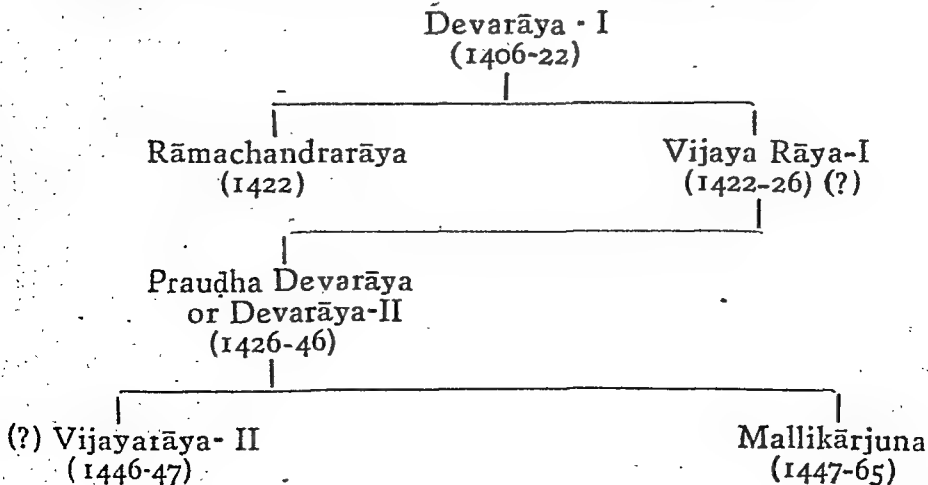 Devarāya - I
(1406-22)
Rāmachandrarāya
(1422)
Vijaya Rāya-I
(1422-26) (?)
Prauḍha Devarāya
or Devarāya-II
(1426-46)
(?) Vijayarāya- II
(1446-47)
Mallikārjuna
(1447-65)